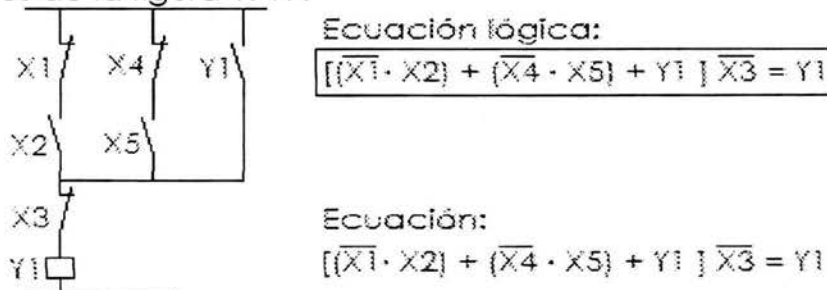 Ecuación lógica:
X1 X4 Y1
[(X̅1̅ · X2) + (X̅4̅ · X5) + Y1 ] X̅3̅ = Y1
X2 X5
X3
Ecuación:
Y1
[(X̅1̅ · X2) + (X̅4̅ · X5) + Y1 ] X̅3̅ = Y1